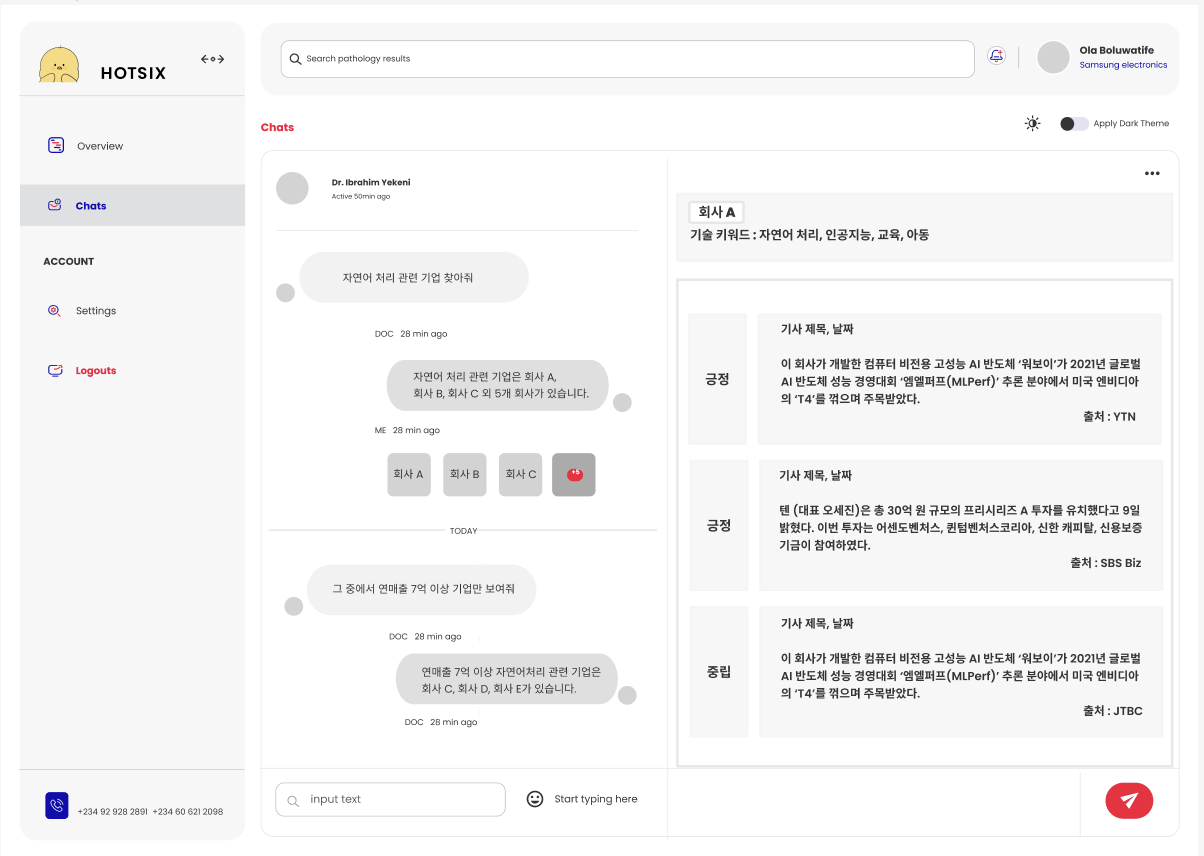 HOTSIX
Overview
Chats
ACCOUNT
Settings
Logouts
+234 92 928 2891 +234 60 621 2098
Search pathology results
Ola Boluwatife
Samsung electronics
Chats
Apply Dark Theme
Dr. Ibrahim Yekeni
Active 50min ago
자연어 처리 관련 기업 찾아줘
DOC 28 min ago
자연어 처리 관련 기업은 회사 A,
회사 B, 회사 C 외 5개 회사가 있습니다.
ME 28 min ago
회사 A
회사 B
회사 C
+5
TODAY
그 중에서 연매출 7억 이상 기업만 보여줘
DOC 28 min ago
연매출 7억 이상 자연어처리 관련 기업은
회사 C, 회사 D, 회사 E가 있습니다.
DOC 28 min ago
input text
Start typing here
회사 A
기술 키워드 : 자연어 처리, 인공지능, 교육, 아동
긍정
기사 제목, 날짜
이 회사가 개발한 컴퓨터 비전용 고성능 AI 반도체 ‘워보이’가 2021년 글로벌
AI 반도체 성능 경영대회 ‘엠엘퍼프(MLPerf)’ 추론 분야에서 미국 엔비디아
의 ‘T4’를 꺾으며 주목받았다.
출처 : YTN
긍정
기사 제목, 날짜
텐 (대표 오세진)은 총 30억 원 규모의 프리시리즈 A 투자를 유치했다고 9일
밝혔다. 이번 투자는 어센도벤처스, 퀀텀벤처스코리아, 신한 캐피탈, 신용보증
기금이 참여하였다.
출처 : SBS Biz
중립
기사 제목, 날짜
이 회사가 개발한 컴퓨터 비전용 고성능 AI 반도체 ‘워보이’가 2021년 글로벌
AI 반도체 성능 경영대회 ‘엠엘퍼프(MLPerf)’ 추론 분야에서 미국 엔비디아
의 ‘T4’를 꺾으며 주목받았다.
출처 : JTBC